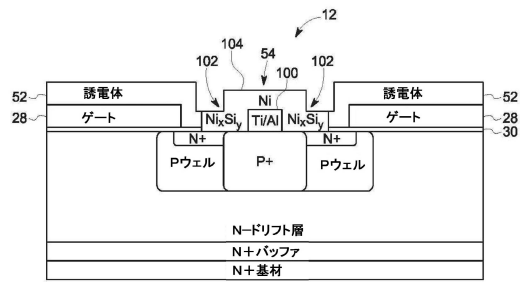 12
104
54
102
100
102
52
誘電体
Ni
誘電体
52
28
ゲート
NixSiy
Ti/Al
NixSiy
ゲート
28
30
N+
N+
Pウェル
P+
Pウェル
N−ドリフト層
N+バッファ
N+基材